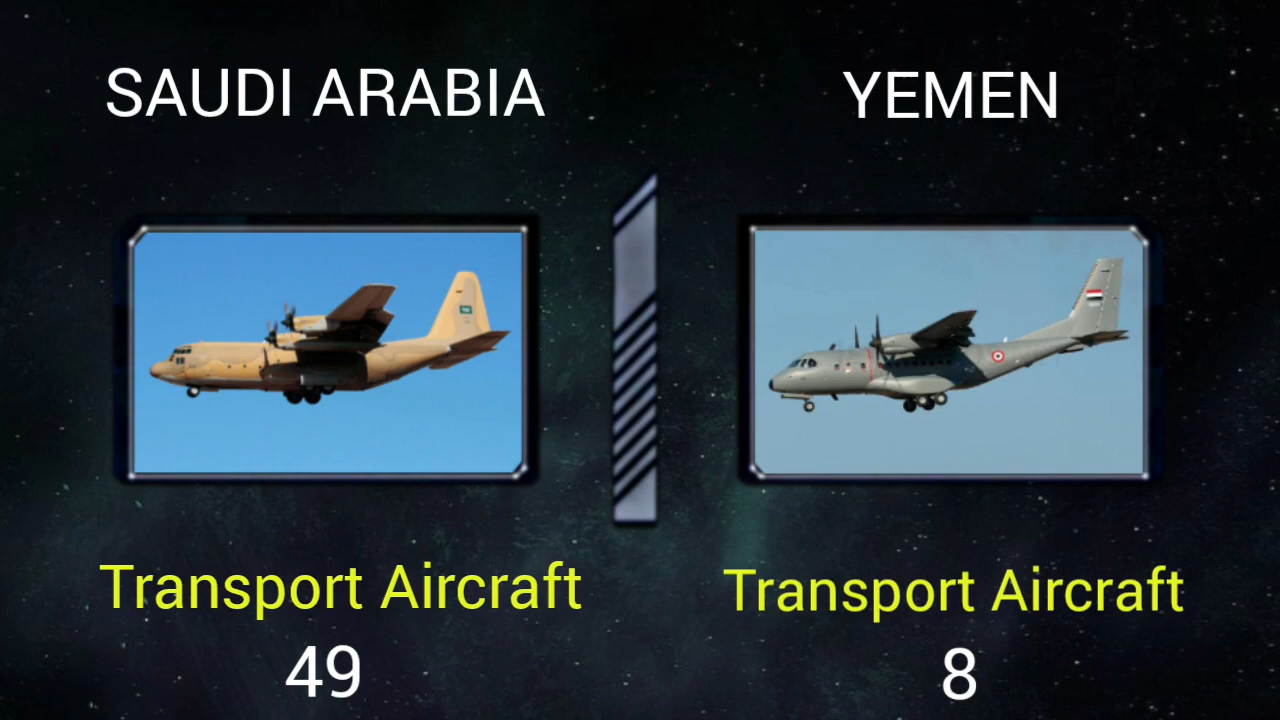 SAUDI ARABIA
YEMEN
Transport Aircraft
49
Transport Aircraft
8